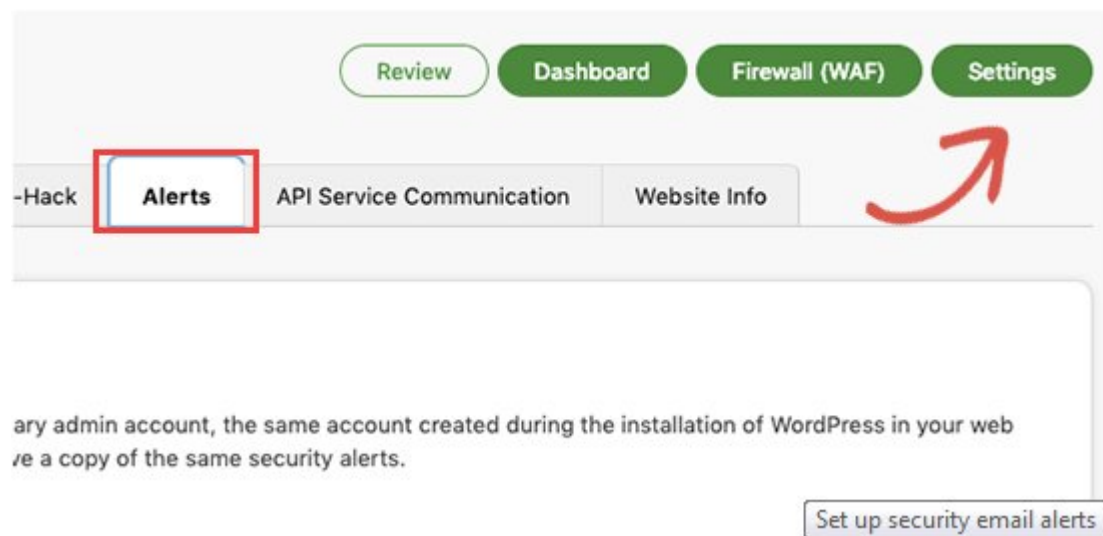 Review Dashboard Firewall (WAF) Settings
-Hack Alerts API Service Communication Website Info
ary admin account, the same account created during the installation of WordPress in your web
ve a copy of the same security alerts.
Set up security email alerts